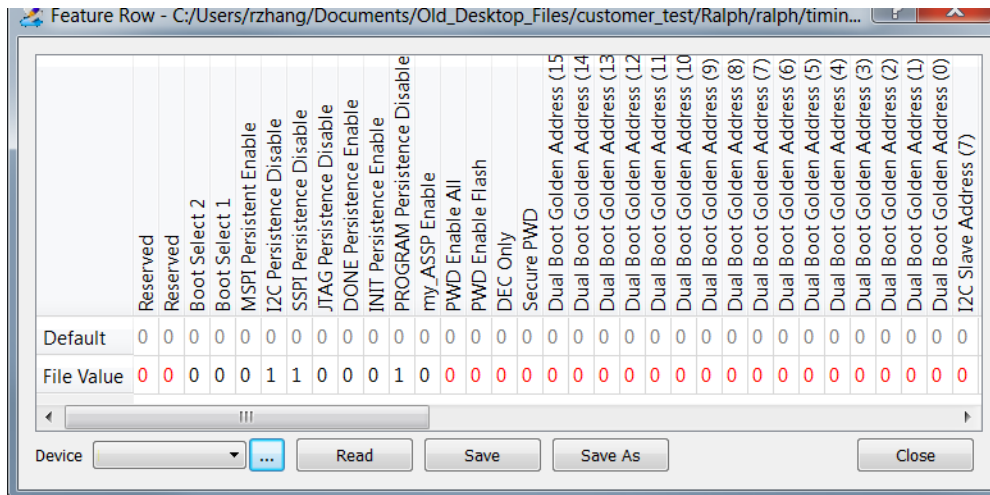 Feature Row - C:/Users/rzhang/Documents/Old_Desktop_Files/customer_test/Ralph/ralph/timin...
Reserved
Reserved
Boot Select 2
Boot Select 1
MSPI Persistent Enable
I2C Persistence Disable
SSPI Persistence Disable
JTAG Persistence Disable
DONE Persistence Enable
INIT Persistence Enable
PROGRAM Persistence Disable
my_ASSP Enable
PWD Enable All
PWD Enable Flash
DEC Only
Secure PWD
Dual Boot Golden Address (15
Dual Boot Golden Address (14
Dual Boot Golden Address (13
Dual Boot Golden Address (12
Dual Boot Golden Address (11
Dual Boot Golden Address (10
Dual Boot Golden Address (9)
Dual Boot Golden Address (8)
Dual Boot Golden Address (7)
Dual Boot Golden Address (6)
Dual Boot Golden Address (5)
Dual Boot Golden Address (4)
Dual Boot Golden Address (3)
Dual Boot Golden Address (2)
Dual Boot Golden Address (1)
Dual Boot Golden Address (0)
I2C Slave Address (7)
Default 0 0 0 0 0 0 0 0 0 0 0 0 0 0 0 0 0 0 0 0 0 0 0 0 0 0 0 0 0 0 0 0 0
File Value 0 0 0 0 0 1 1 0 0 0 1 0 0 0 0 0 0 0 0 0 0 0 0 0 0 0 0 0 0 0 0 0 0
Device ... Read Save Save As Close